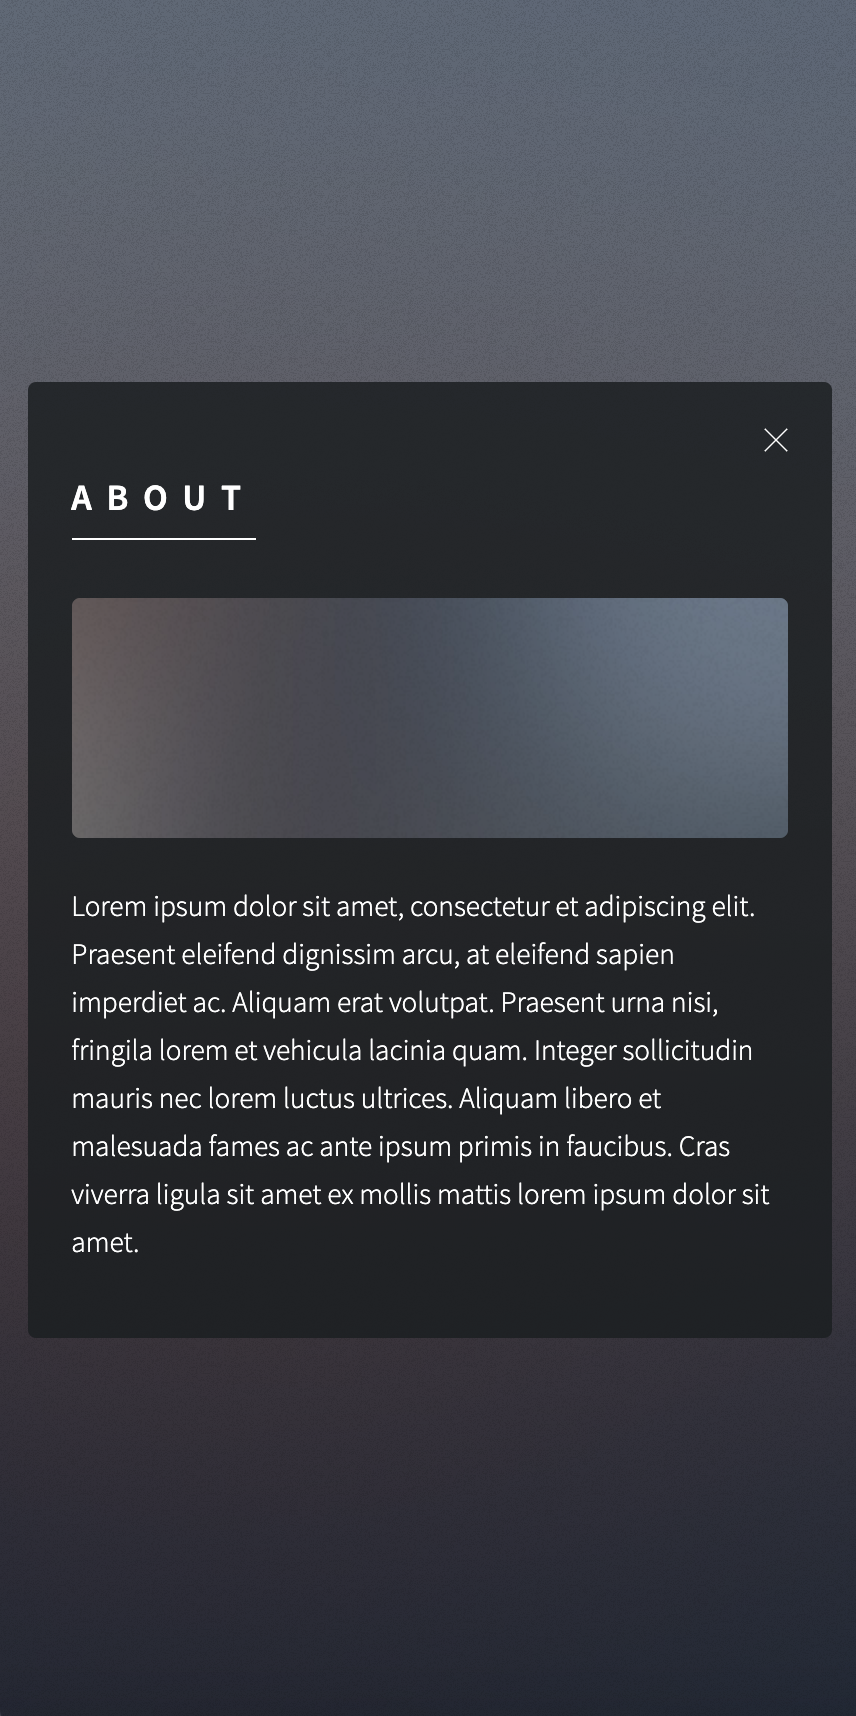 ABOUT
Lorem ipsum dolor sit amet, consectetur et adipiscing elit.
Praesent eleifend dignissim arcu, at eleifend sapien
imperdiet ac. Aliquam erat volutpat. Praesent urna nisi,
fringila lorem et vehicula lacinia quam. Integer sollicitudin
mauris nec lorem luctus ultrices. Aliquam libero et
malesuada fames ac ante ipsum primis in faucibus. Cras
viverra ligula sit amet ex mollis mattis lorem ipsum dolor sit
amet.